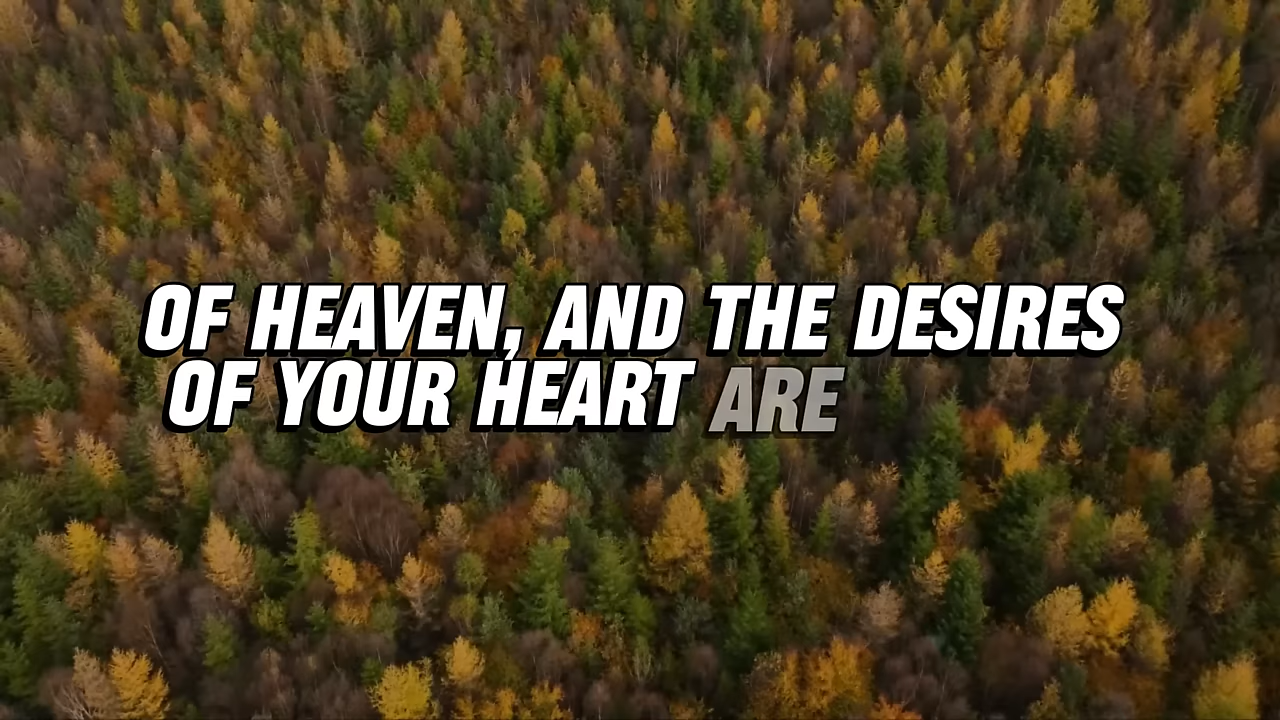 OF HEAVEN, AND THE DESIRES
OF YOUR HEART ARE